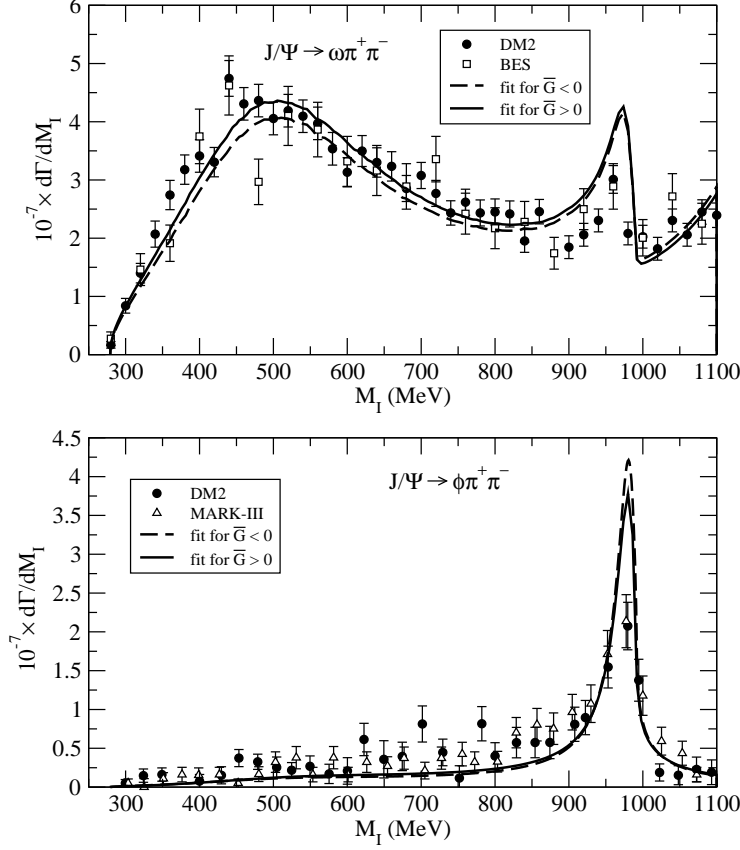 J/Ψ→ ωπ⁺π⁻
DM2
BES
fit for G̅ < 0
fit for G̅ > 0
10⁻⁷× dΓ/dM_I
6
5
4
3
2
1
0
300 400 500 600 700 800 900 1000 1100
M_I (MeV)
J/Ψ→ ϕπ⁺π⁻
DM2
MARK-III
fit for G̅ < 0
fit for G̅ > 0
10⁻⁷× dΓ/dM_I
4.5
4
3.5
3
2.5
2
1.5
1
0.5
0
300 400 500 600 700 800 900 1000 1100
M_I (MeV)